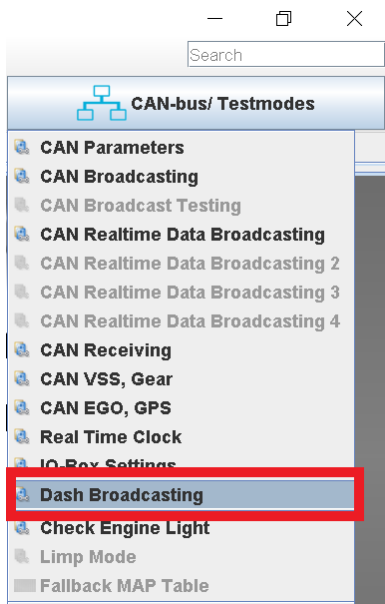 Search
CAN-bus/ Testmodes
CAN Parameters
CAN Broadcasting
CAN Broadcast Testing
CAN Realtime Data Broadcasting
CAN Realtime Data Broadcasting 2
CAN Realtime Data Broadcasting 3
CAN Realtime Data Broadcasting 4
CAN Receiving
CAN VSS, Gear
CAN EGO, GPS
Real Time Clock
IO-Box Settings
Dash Broadcasting
Check Engine Light
Limp Mode
Fallback MAP Table